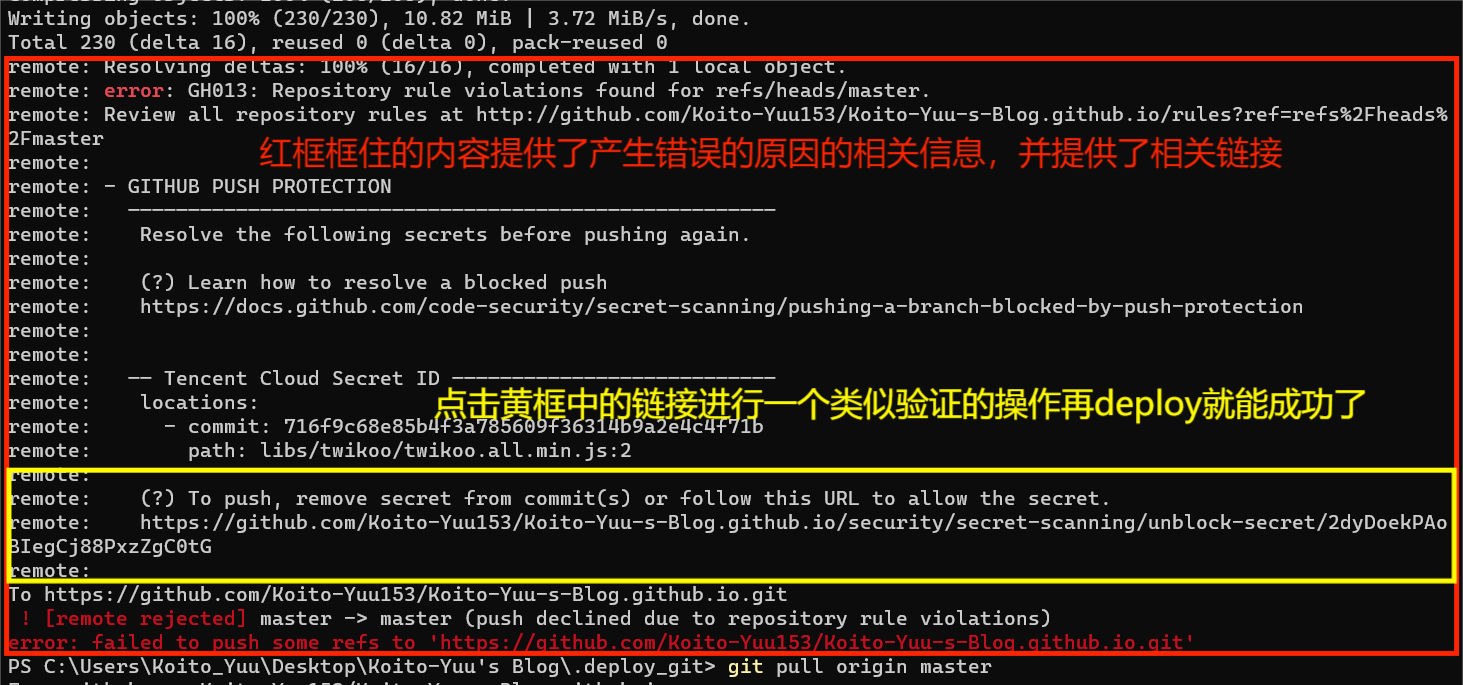 Writing objects: 100% (230/230), 10.82 MiB | 3.72 MiB/s, done.
Total 230 (delta 16), reused 0 (delta 0), pack-reused 0
remote: Resolving deltas: 100% (16/16), completed with 1 local object.
remote: error: GH013: Repository rule violations found for refs/heads/master.
remote: Review all repository rules at http://github.com/Koito-Yuu153/Koito-Yuu-s-Blog.github.io/rules?ref=refs%2Fheads%
2Fmaster
红框框住的内容提供了产生错误的原因的相关信息，并提供了相关链接
remote:
remote: - GITHUB PUSH PROTECTION
remote: ——————————————————————————————————————————————————————
remote: Resolve the following secrets before pushing again.
remote:
remote: (?) Learn how to resolve a blocked push
remote: https://docs.github.com/code-security/secret-scanning/pushing-a-branch-blocked-by-push-protection
remote:
remote:
remote: —— Tencent Cloud Secret ID ———————————————————————————
remote: locations:
点击黄框中的链接进行一个类似验证的操作再deploy就能成功了
remote: - commit: 716f9c68e85b4f3a785609f36314b9a2e4c4f71b
remote: path: libs/twikoo/twikoo.all.min.js:2
remote:
remote: (?) To push, remove secret from commit(s) or follow this URL to allow the secret.
remote: https://github.com/Koito-Yuu153/Koito-Yuu-s-Blog.github.io/security/secret-scanning/unblock-secret/2dyDoekPAo
BIegCj88PxzZgC0tG
remote:
To https://github.com/Koito-Yuu153/Koito-Yuu-s-Blog.github.io.git
! [remote rejected] master -> master (push declined due to repository rule violations)
error: failed to push some refs to 'https://github.com/Koito-Yuu153/Koito-Yuu-s-Blog.github.io.git'
PS C:\Users\Koito_Yuu\Desktop\Koito-Yuu's Blog\.deploy_git> git pull origin master